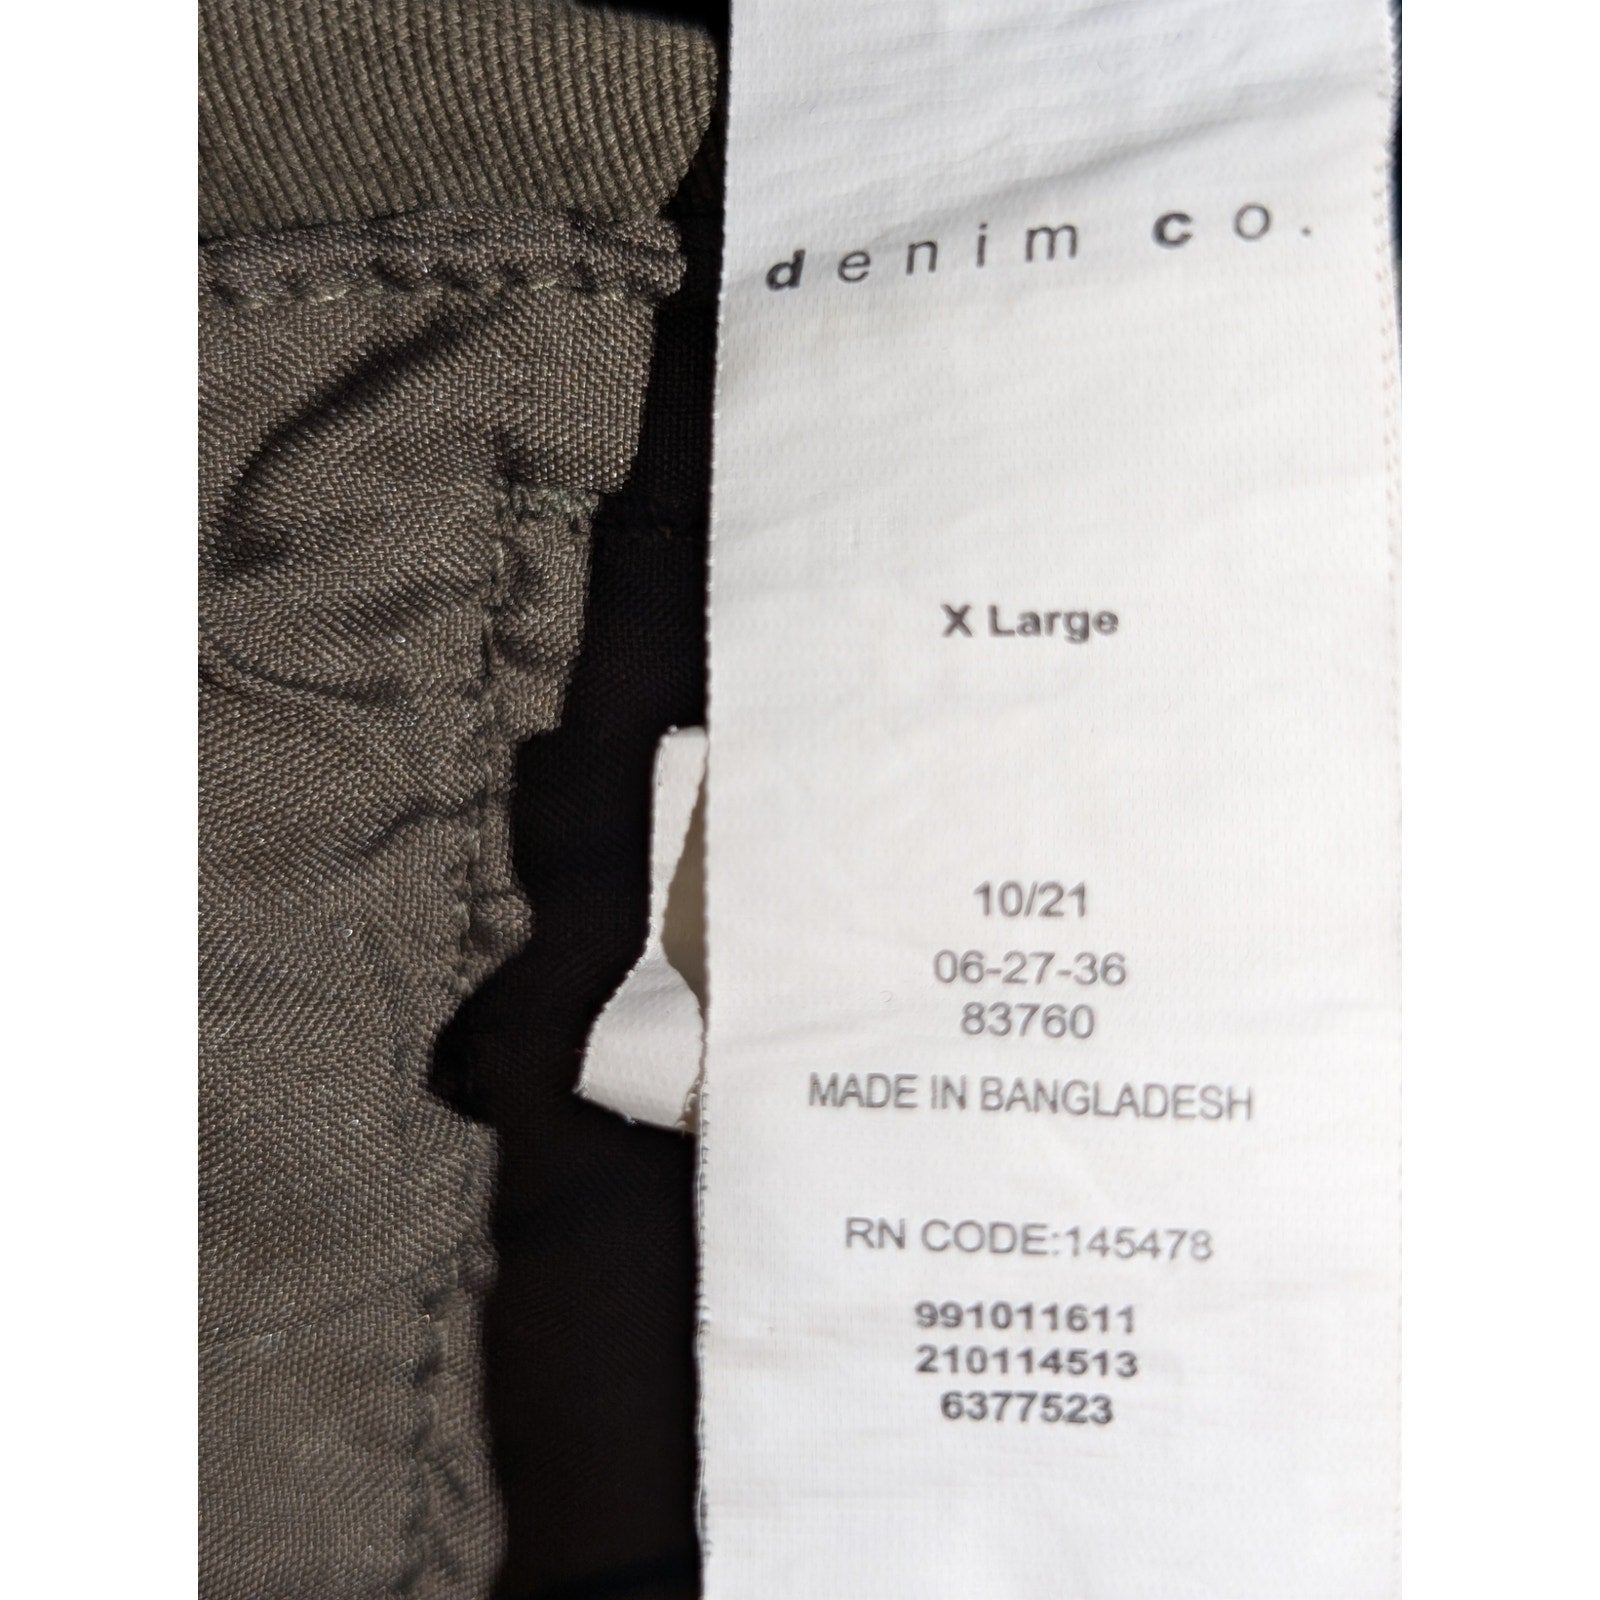 denim co.
X Large
10/21
06-27-36
83760
MADE IN BANGLADESH
RN CODE:145478
991011611
210114513
6377523